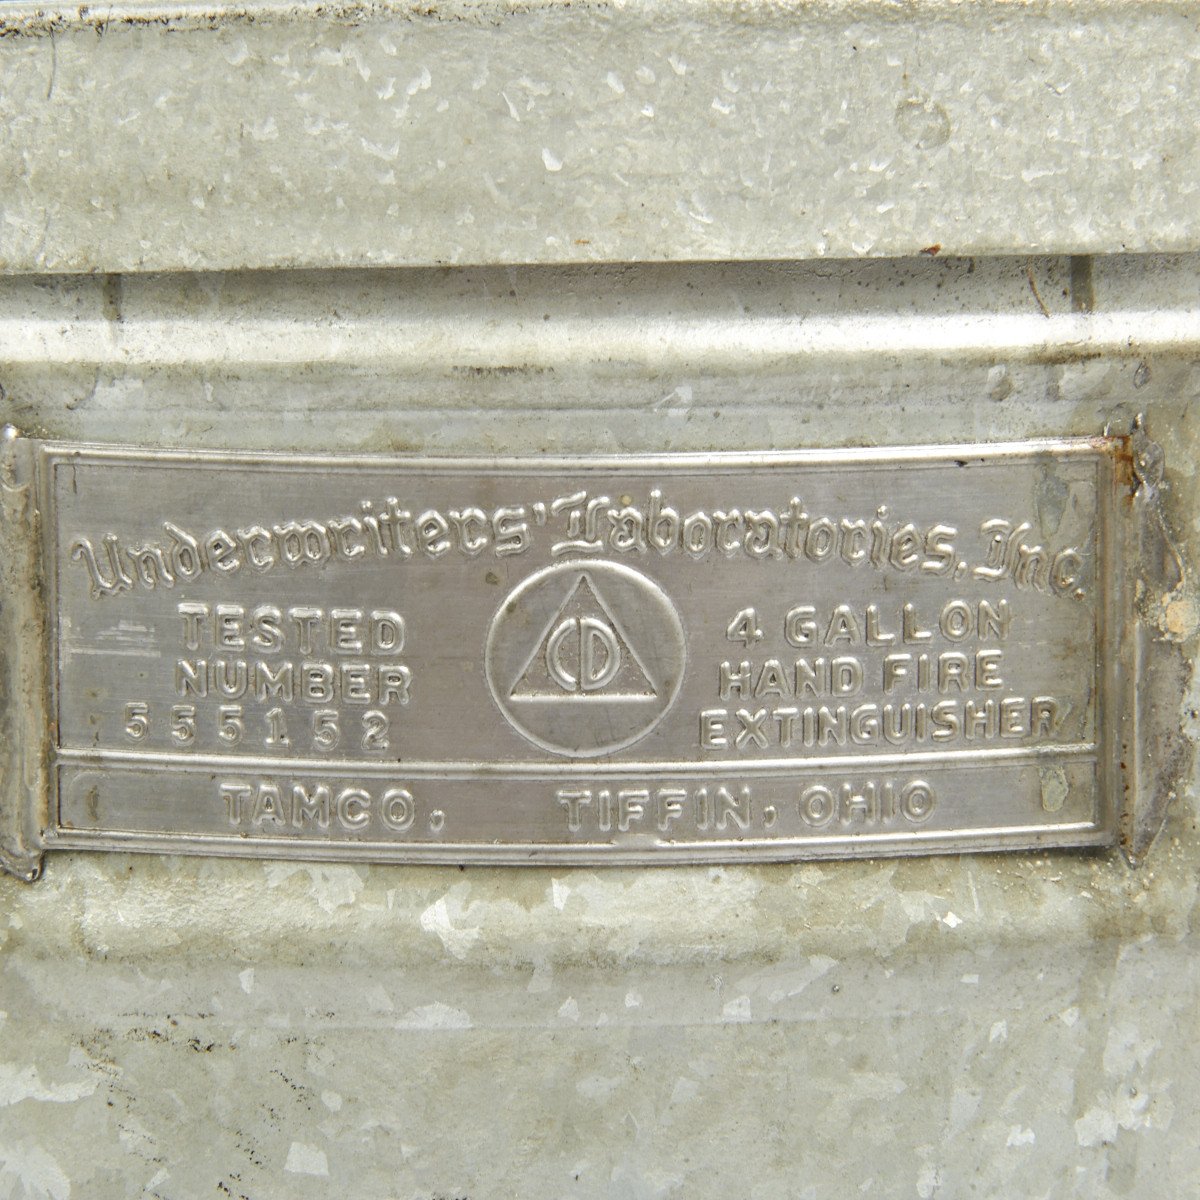 Underwriters' Laboratories, Inc.
TESTED
NUMBER
555152
CD
4 GALLON
HAND FIRE
EXTINGUISHER
TAMCO, TIFFIN, OHIO